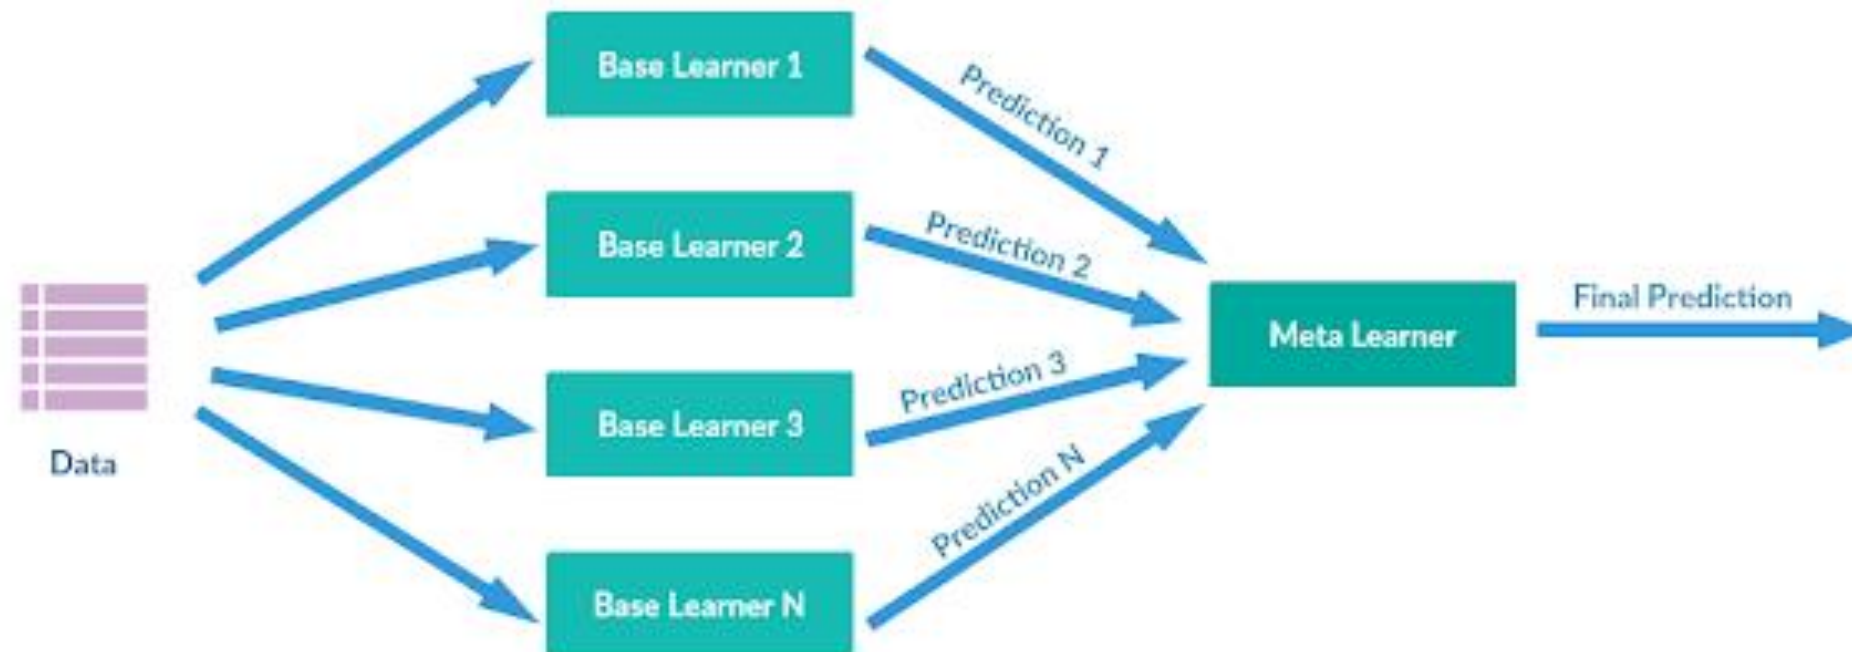 Base Learner 1
Prediction 1
Base Learner 2
Prediction 2
Data
Base Learner 3
Prediction 3
Meta Learner
Final Prediction
Base Learner N
Prediction N